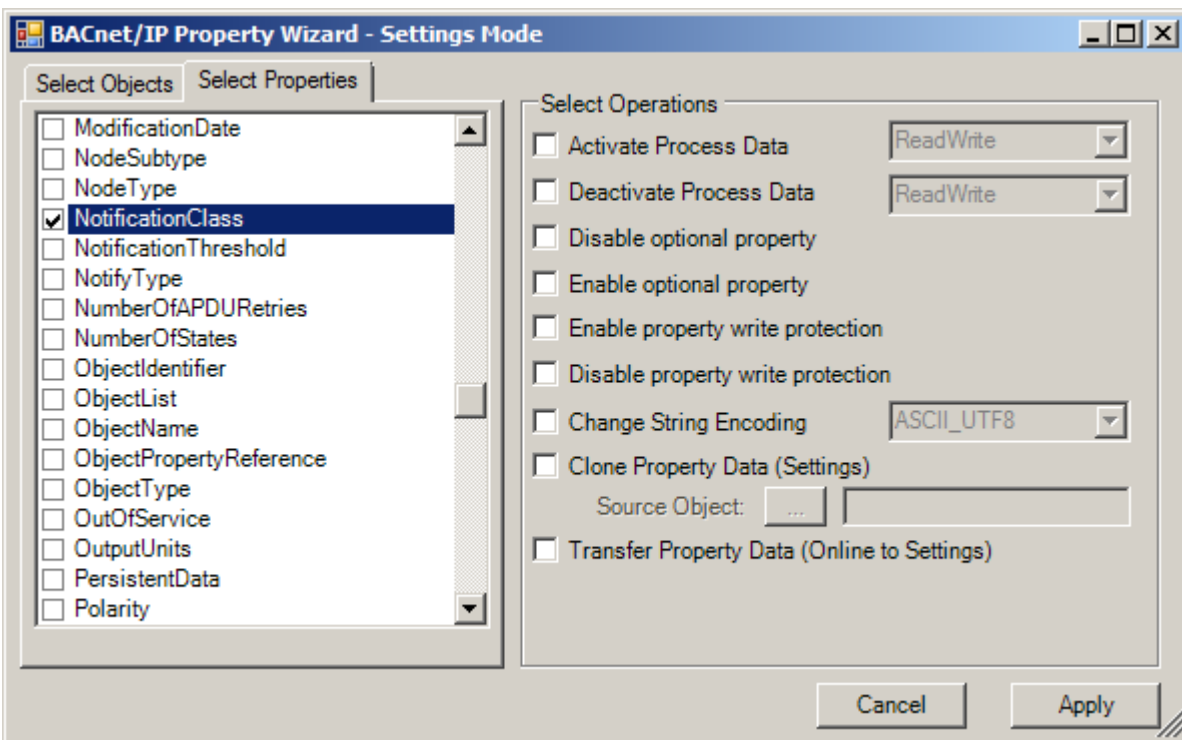 BACnet/IP Property Wizard - Settings Mode
Select Objects
Select Properties
ModificationDate
NodeSubtype
NodeType
NotificationClass
NotificationThreshold
NotifyType
NumberOfAPDURetries
NumberOfStates
ObjectIdentifier
ObjectList
ObjectName
ObjectPropertyReference
ObjectType
OutOfService
OutputUnits
PersistentData
Polarity
Select Operations
Activate Process Data
ReadWrite
Deactivate Process Data
ReadWrite
Disable optional property
Enable optional property
Enable property write protection
Disable property write protection
Change String Encoding
ASCII_UTF8
Clone Property Data (Settings)
Source Object:
...
Transfer Property Data (Online to Settings)
Cancel
Apply